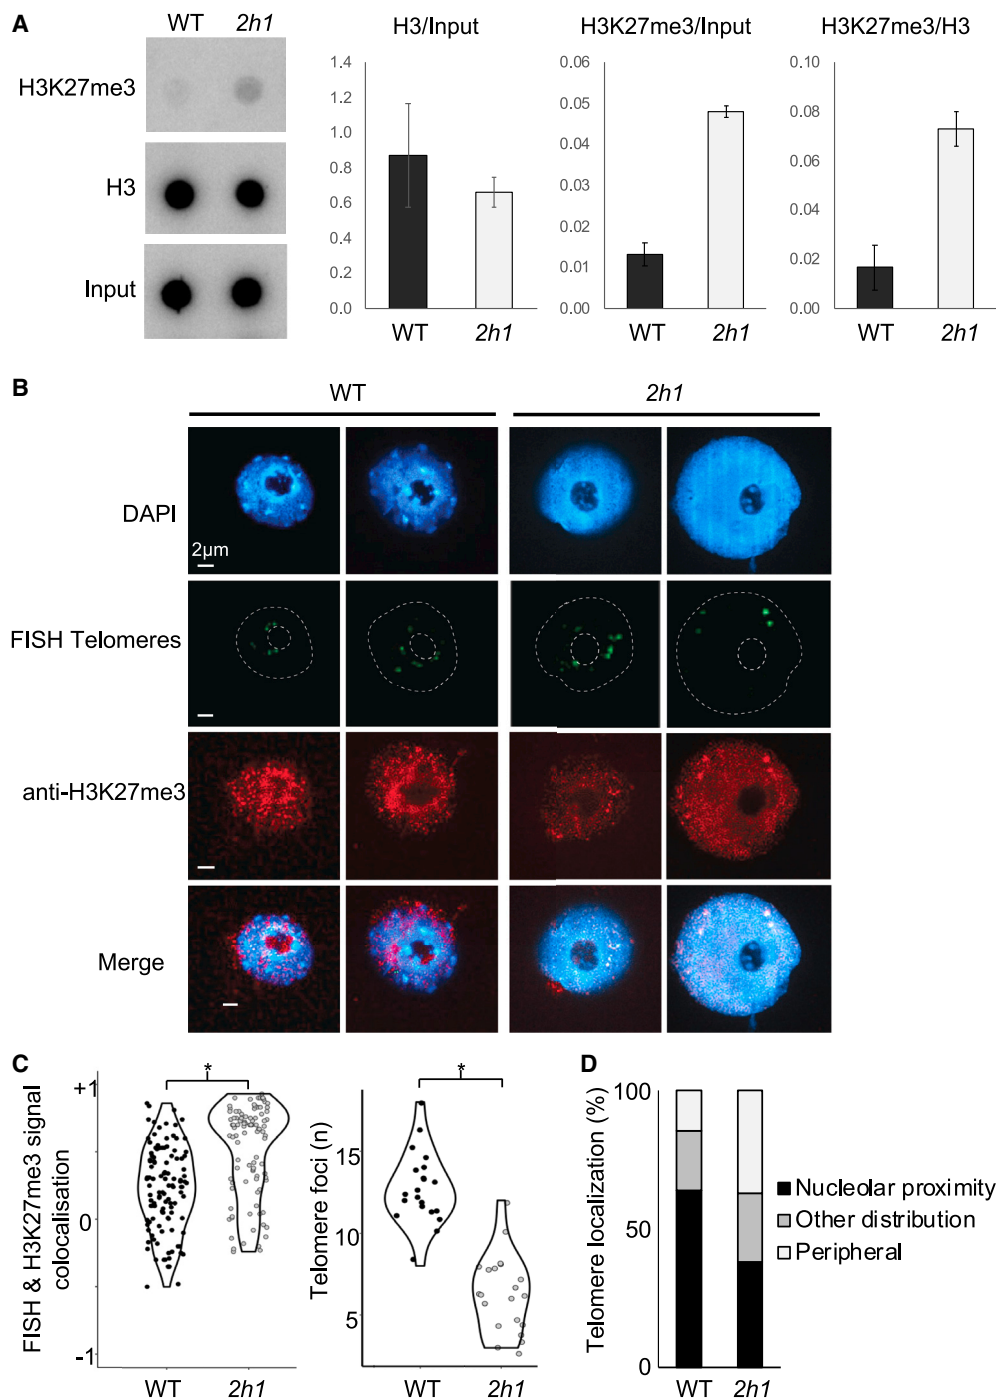 A
WT 2h1
H3K27me3
H3
Input
H3/Input
1.4
1.2
1.0
0.8
0.6
0.4
0.2
0.0
WT 2h1
H3K27me3/Input
0.06
0.05
0.04
0.03
0.02
0.01
0.00
WT 2h1
H3K27me3/H3
0.10
0.08
0.06
0.04
0.02
0.00
WT 2h1
B
WT 2h1
DAPI
2µm
FISH Telomeres
anti-H3K27me3
Merge
C
FISH & H3K27me3 signal
colocalisation
+1
0
-1
*
WT 2h1
Telomere foci (n)
15
10
5
*
WT 2h1
D
Telomere localization (%)
100
50
0
WT 2h1
Nucleolar proximity
Other distribution
Peripheral